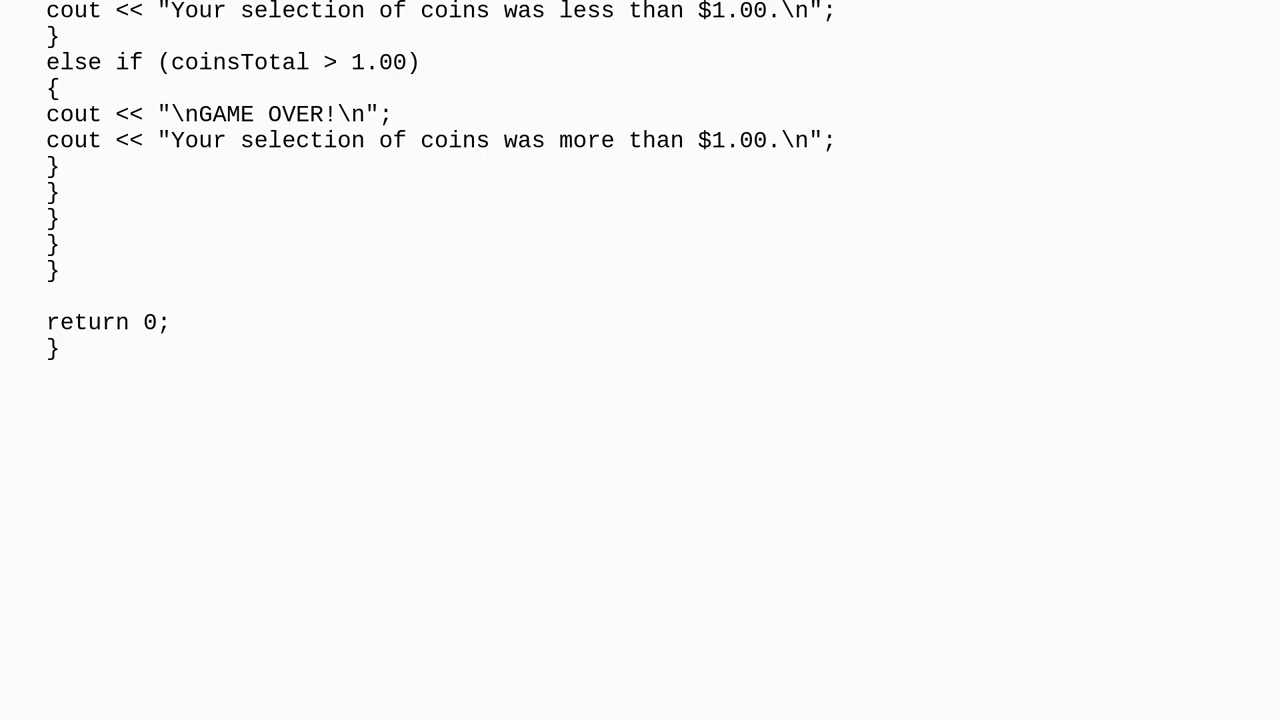 cout << "Your selection of coins was less than $1.00.\n";
}
else if (coinsTotal > 1.00)
{
cout << "\nGAME OVER!\n";
cout << "Your selection of coins was more than $1.00.\n";
}
}
}
}
}
return 0;
}